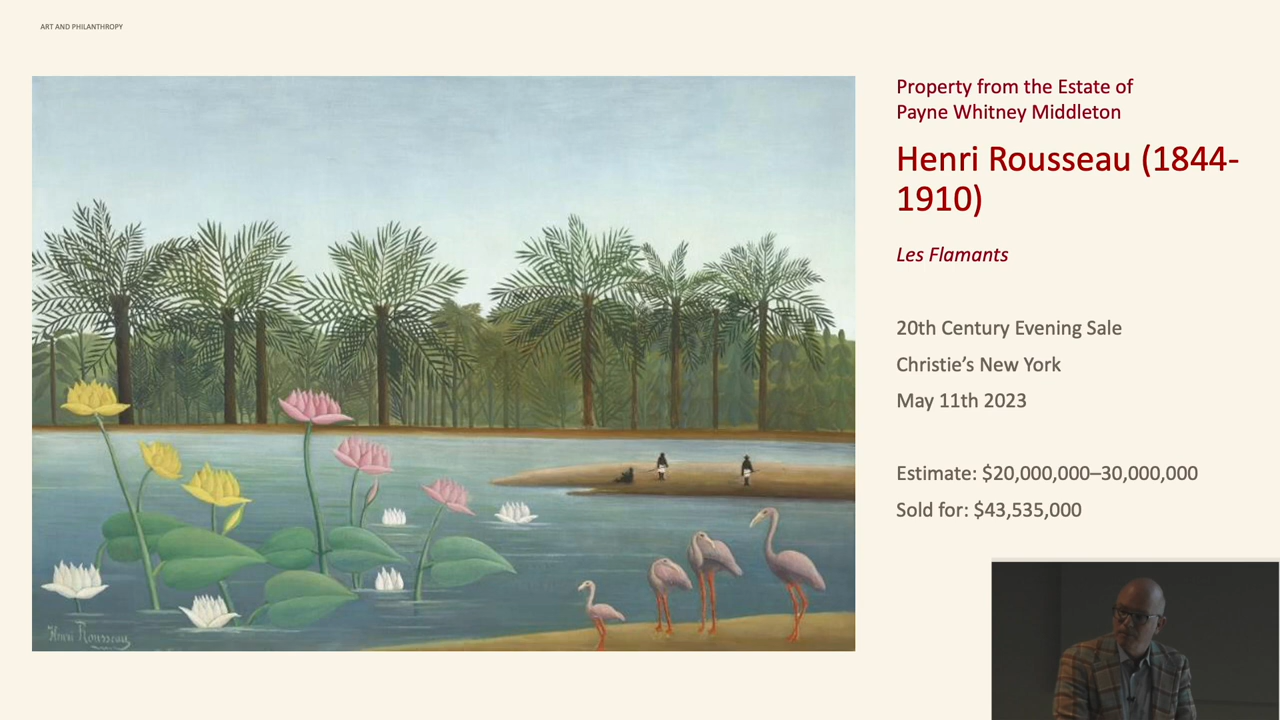 ART AND PHILANTHROPY
Property from the Estate of
Payne Whitney Middleton
Henri Rousseau (1844-
1910)
Les Flamants
20th Century Evening Sale
Christie’s New York
May 11th 2023
Estimate: $20,000,000–30,000,000
Sold for: $43,535,000
Henri Rousseau